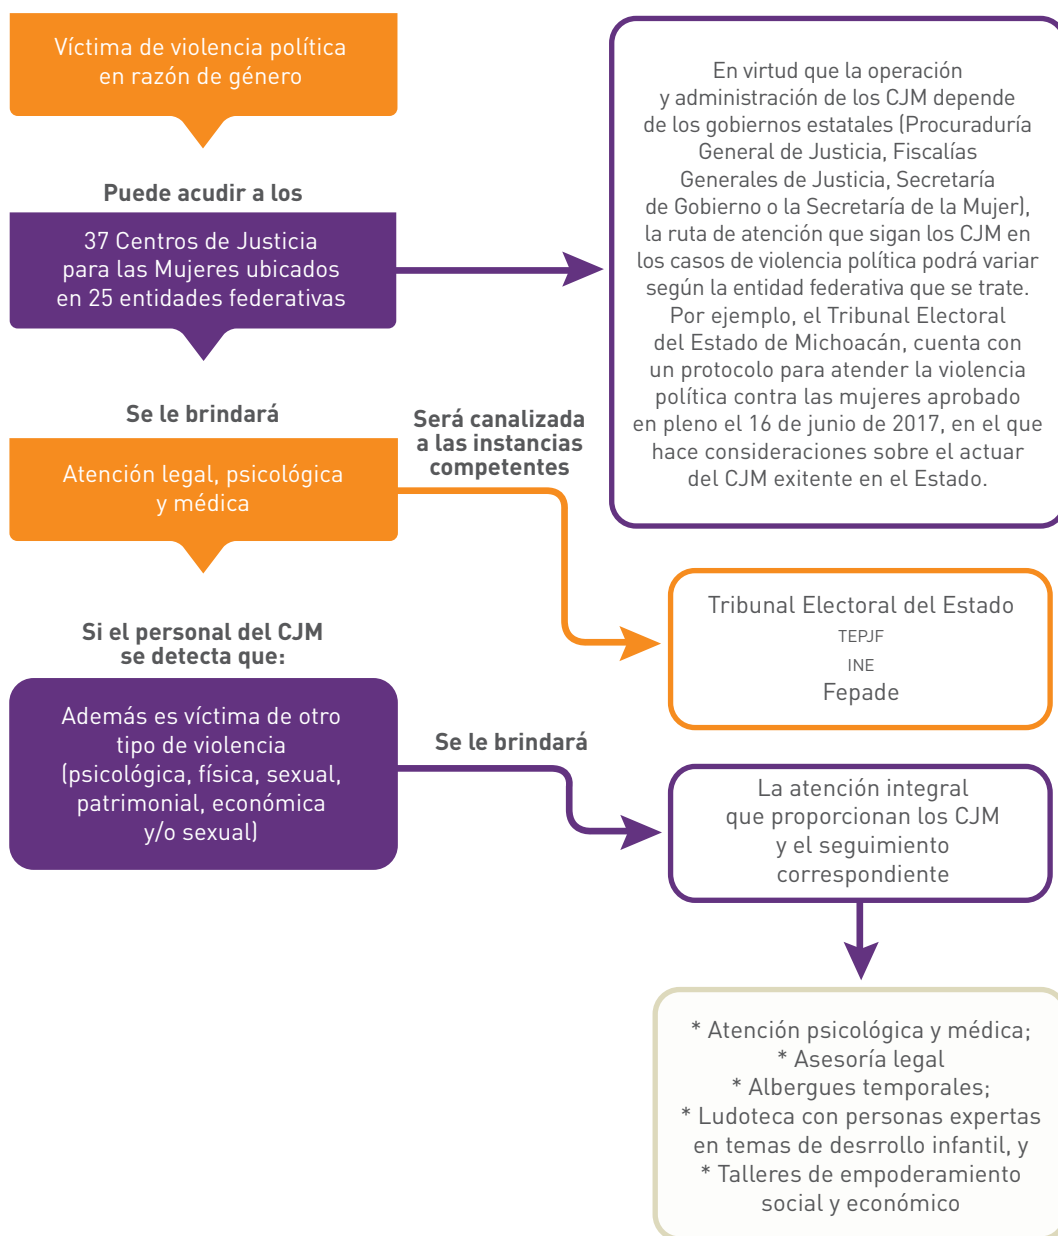 Víctima de violencia política
en razón de género
Puede acudir a los
37 Centros de Justicia
para las Mujeres ubicados
en 25 entidades federativas
En virtud que la operación
y administración de los CJM depende
de los gobiernos estatales (Procuraduría
General de Justicia, Fiscalías
Generales de Justicia, Secretaría
de Gobierno o la Secretaría de la Mujer),
la ruta de atención que sigan los CJM en
los casos de violencia política podrá variar
según la entidad federativa que se trate.
Por ejemplo, el Tribunal Electoral
del Estado de Michoacán, cuenta con
un protocolo para atender la violencia
política contra las mujeres aprobado
en pleno el 16 de junio de 2017, en el que
hace consideraciones sobre el actuar
del CJM exitente en el Estado.
Se le brindará
Atención legal, psicológica
y médica
Será canalizada
a las instancias
competentes
Tribunal Electoral del Estado
TEPJF
INE
Fepade
Si el personal del CJM
se detecta que:
Además es víctima de otro
tipo de violencia
(psicológica, física, sexual,
patrimonial, económica
y/o sexual)
Se le brindará
La atención integral
que proporcionan los CJM
y el seguimiento
correspondiente
* Atención psicológica y médica;
* Asesoría legal
* Albergues temporales;
* Ludoteca con personas expertas
en temas de desrrollo infantil, y
* Talleres de empoderamiento
social y económico